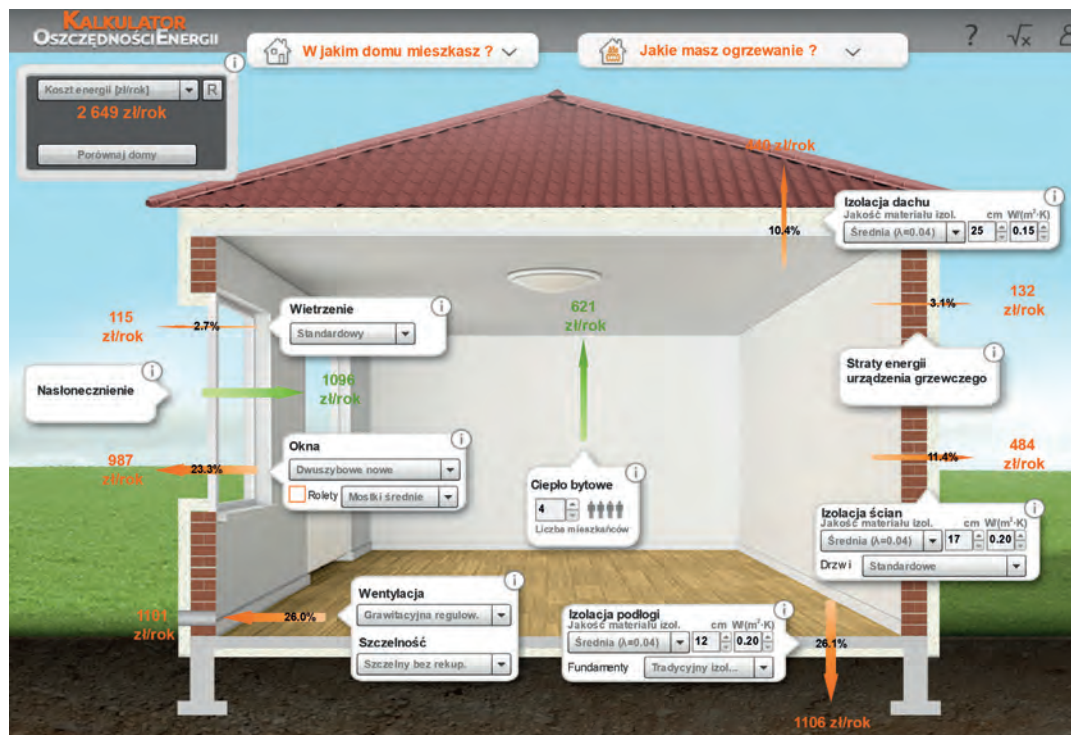 KALKULATOR
OSZCZĘDNOŚCIENERGII
W jakim domu mieszkasz ?
Jakie masz ogrzewanie ?
? √x
i
Koszt energii [zł/rok] R
2 649 zł/rok
Porównaj domy
zł/rok
10.4%
i
Izolacja dachu
Jakość materiału izol. cm W/(m²·K)
Średnia (λ=0.04) 25 0.15
115
zł/rok
2.7%
i
Wietrzenie
Standardowy
621
zł/rok
3.1%
132
zł/rok
i
Straty energii
urządzenia grzewczego
i
Nasłonecznienie
1096
zł/rok
987
zł/rok
23.3%
i
Okna
Dwuszybowe nowe
Rolety Mostki średnie
i
Ciepło bytowe
4
Liczba mieszkańców
11.4%
484
zł/rok
i
Izolacja ścian
Jakość materiału izol. cm W/(m²·K)
Średnia (λ=0.04) 17 0.20
Drzwi Standardowe
1101
zł/rok
26.0%
i
Wentylacja
Grawitacyjna regulow.
Szczelność
Szczelny bez rekup.
i
Izolacja podłogi
Jakość materiału izol. cm W/(m²·K)
Średnia (λ=0.04) 12 0.20
Fundamenty Tradycyjny izol...
26.1%
1106 zł/rok